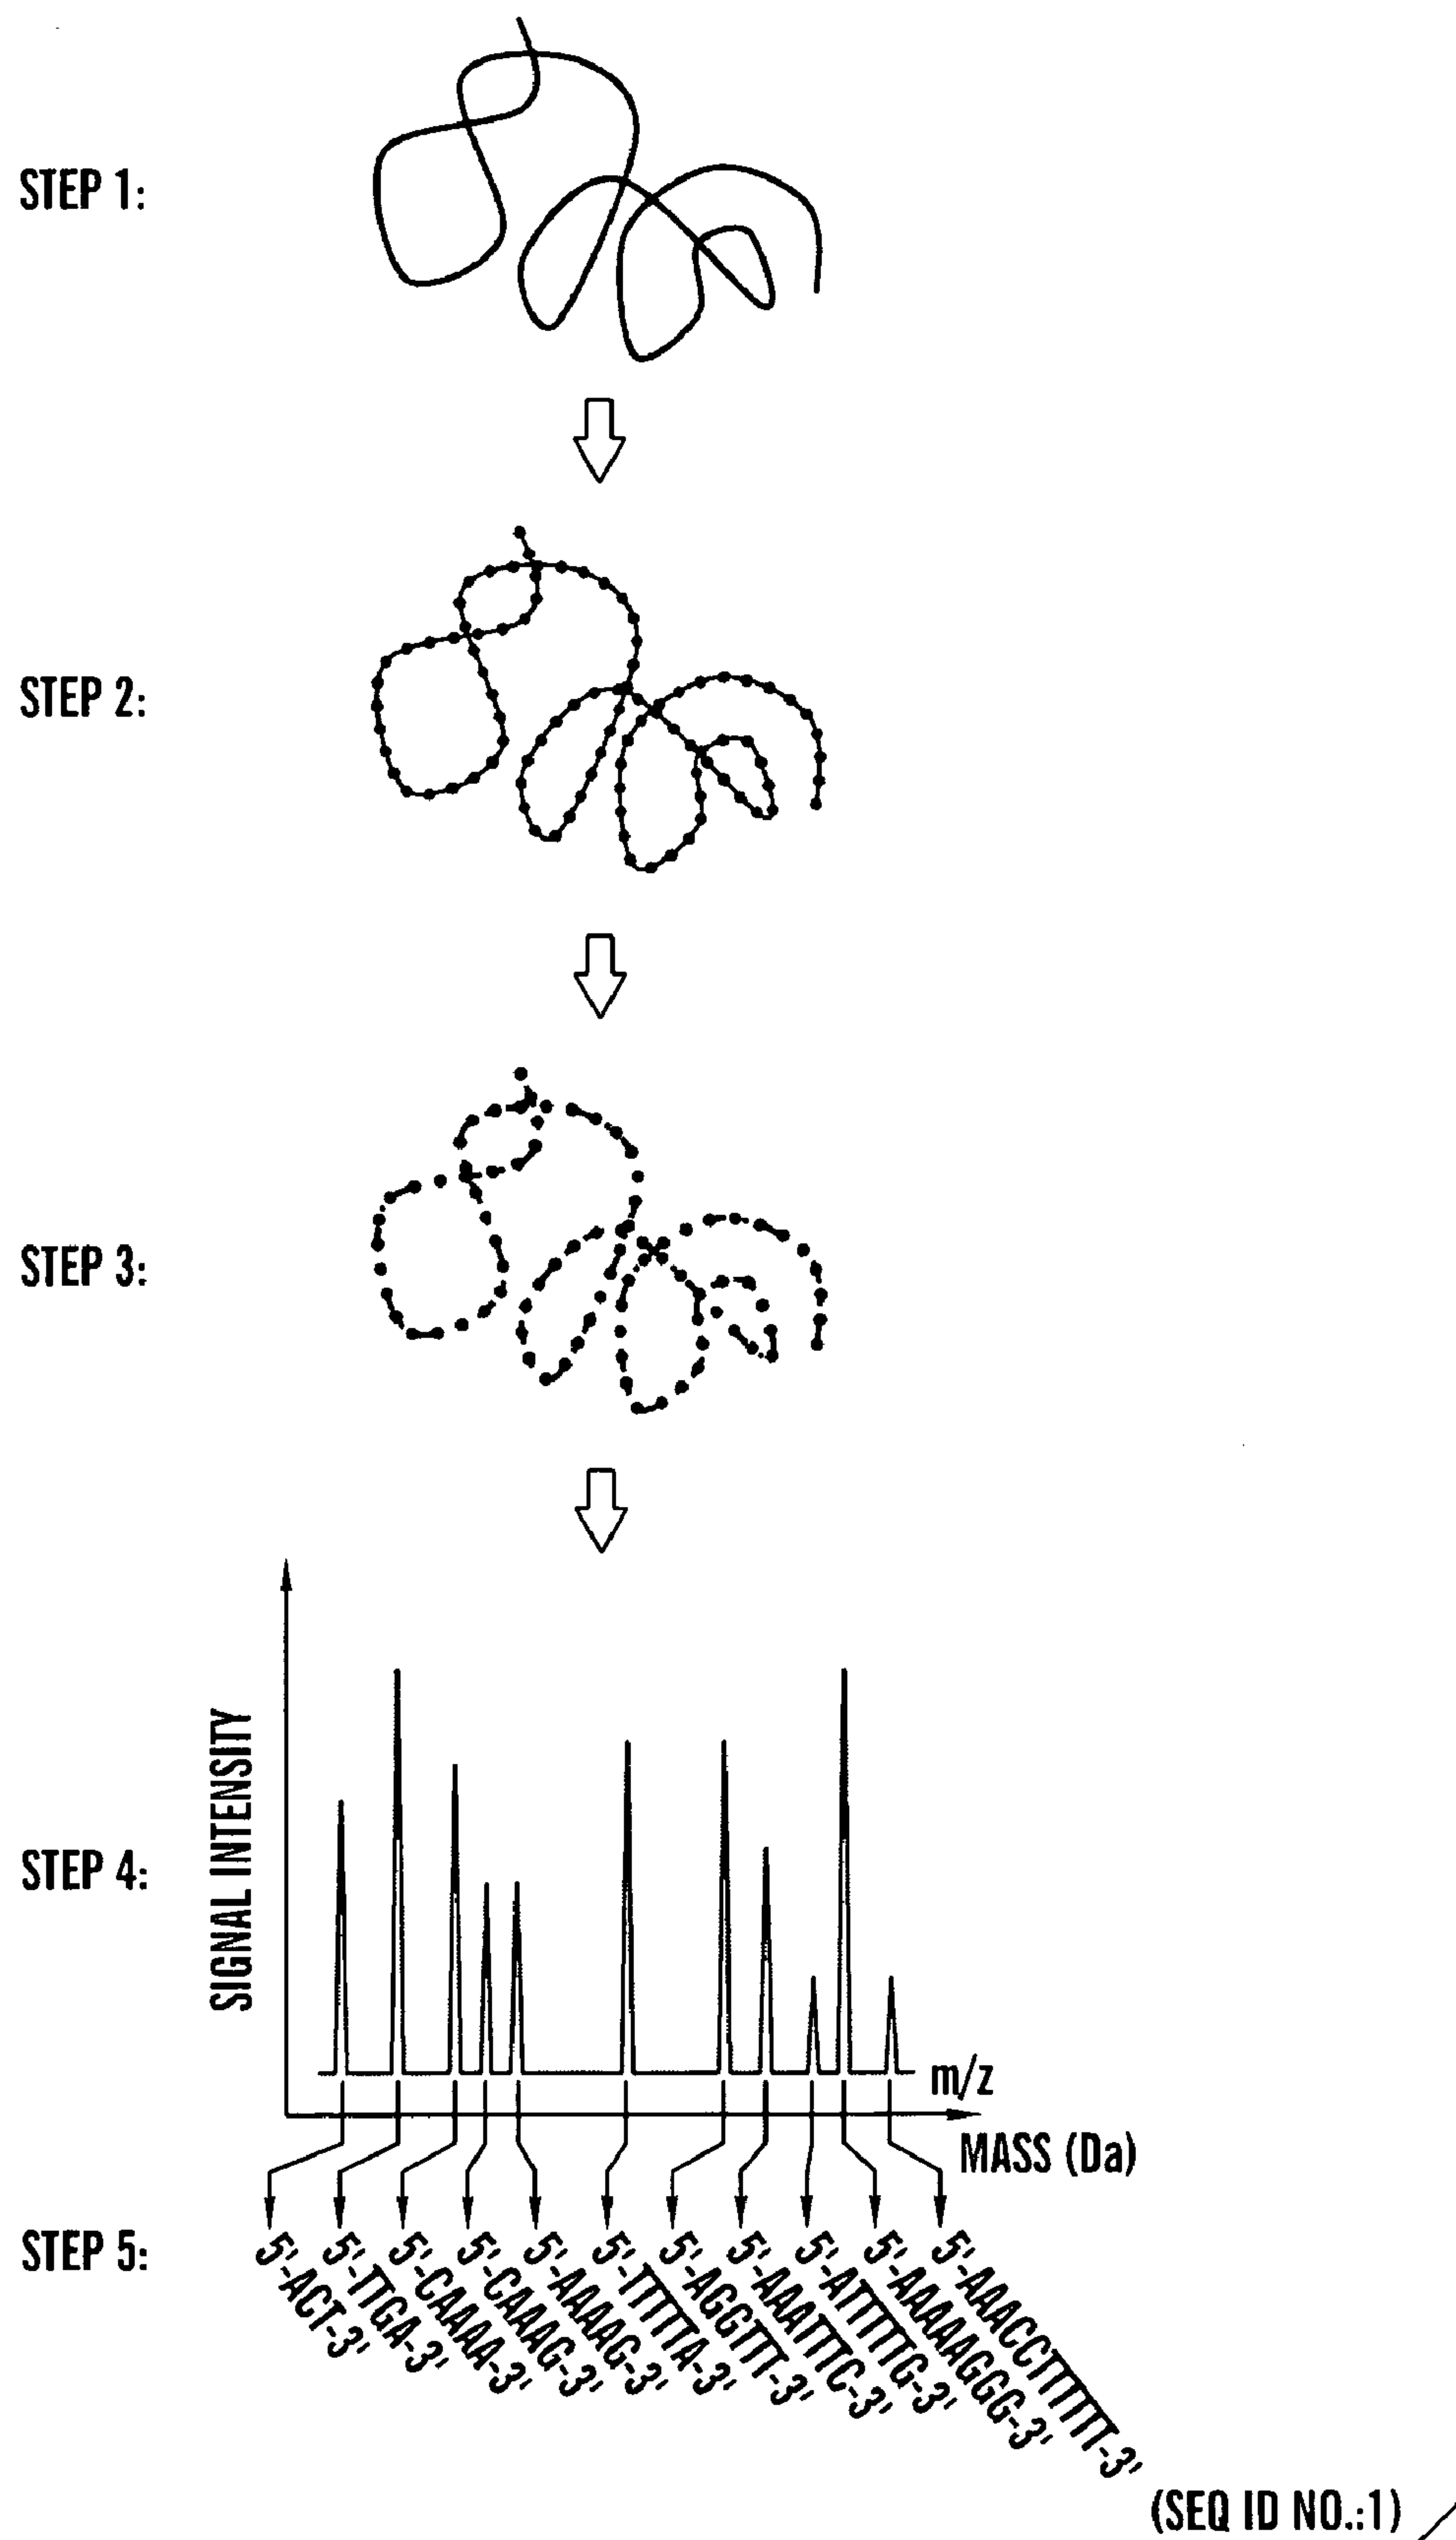 STEP 1:
STEP 2:
STEP 3:
STEP 4:
SIGNAL INTENSITY
m/z
MASS (Da)
STEP 5:
5'-ACT-3'
5'-TTGA-3'
5'-CAAAA-3'
5'-CAAAG-3'
5'-AAAAG-3'
5'-TTTTTA-3'
5'-AGGTTT-3'
5'-AAATTTC-3'
5'-ATTTTTG-3'
5'-AAAAAGGG-3'
5'-AAACCTTTTTT-3'
(SEQ ID NO.:1)